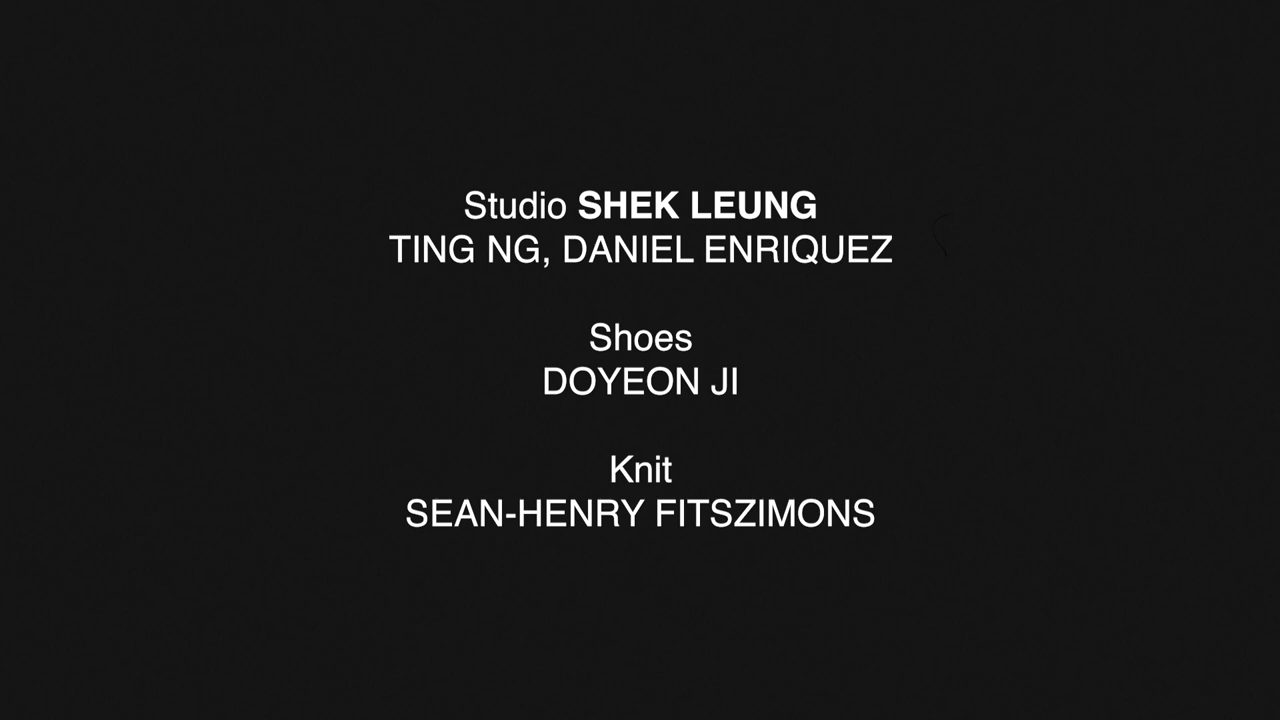 Studio SHEK LEUNG
TING NG, DANIEL ENRIQUEZ
Shoes
DOYEON JI
Knit
SEAN-HENRY FITSZIMONS